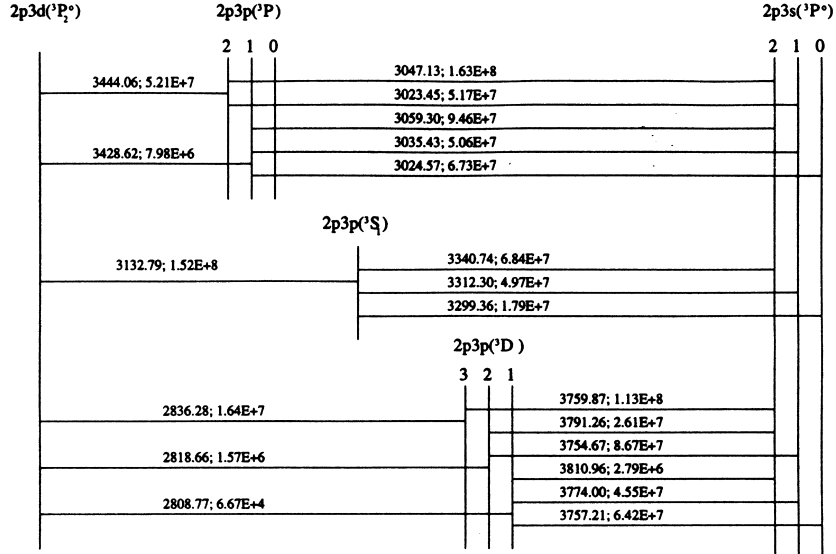 2p3d(³P₂°) 2p3p(³P) 2p3s(³P°)
2 1 0 2 1 0
3047.13; 1.63E+8
3444.06; 5.21E+7
3023.45; 5.17E+7
3059.30; 9.46E+7
3035.43; 5.06E+7
3428.62; 7.98E+6
3024.57; 6.73E+7
2p3p(³S₁)
3340.74; 6.84E+7
3132.79; 1.52E+8
3312.30; 4.97E+7
3299.36; 1.79E+7
2p3p(³D )
3 2 1
3759.87; 1.13E+8
2836.28; 1.64E+7
3791.26; 2.61E+7
3754.67; 8.67E+7
2818.66; 1.57E+6
3810.96; 2.79E+6
3774.00; 4.55E+7
2808.77; 6.67E+4
3757.21; 6.42E+7